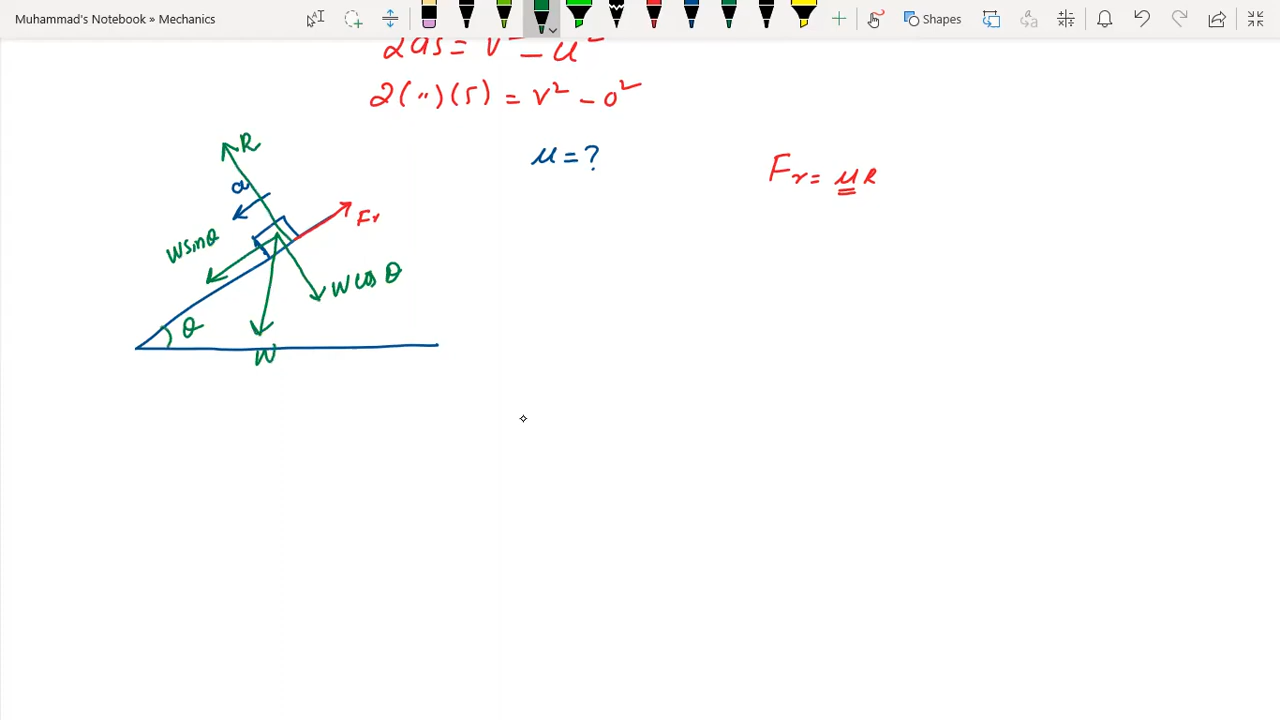 Muhammad's Notebook » Mechanics
Shapes
2as = v² - u²
2(")(5) = v² - 0²
R
μ = ?
Fr = μR
a
Fr
Wsinθ
Wcosθ
θ
W